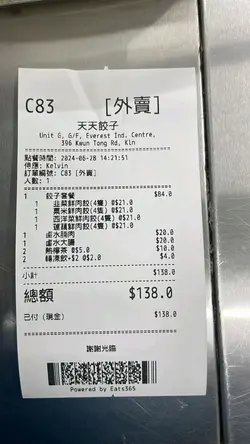 C83 [外賣]
天天餃子
Unit G, G/F, Everest Ind. Centre,
396 Kwun Tong Rd, Kln
點餐時間: 2024-06-28 14:21:51
侍應: Kelvin
訂單編號: C83 [外賣]
人數: 1
1 餃子套餐 $84.0
1 韭菜鮮肉餃(4隻) @$21.0
1 粟米鮮肉餃(4隻) @$21.0
1 西洋菜鮮肉餃(4隻) @$21.0
1 蓮藕鮮肉餃(4隻) @$21.0
1 鹵水腩肉 $20.0
1 鹵水大腸 $20.0
2 熱檸茶 @$5.0 $10.0
2 轉凍飲+$2 @$2.0 $4.0
小計 $138.0
總額 $138.0
已付 (現金) $138.0
謝謝光臨
Powered by Eats365